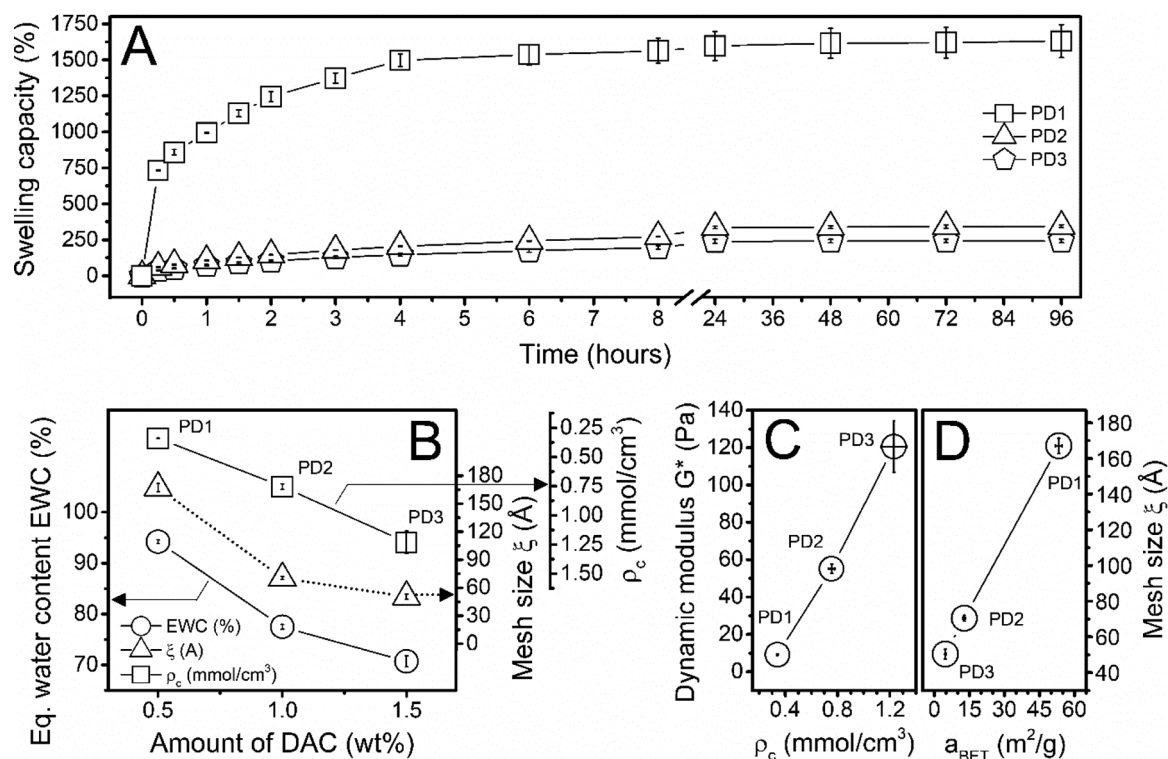 A
Swelling capacity (%)
1750
1500
1250
1000
750
500
250
0
PD1
PD2
PD3
0 1 2 3 4 5 6 7 8 24 36 48 60 72 84 96
Time (hours)
B
Eq. water content EWC (%)
100
90
80
70
PD1
PD2
PD3
EWC (%)
ξ (A)
ρc (mmol/cm³)
0.5 1.0 1.5
Amount of DAC (wt%)
180
150
120
90
60
30
0
Mesh size ξ (Å)
0.25
0.50
0.75
1.00
1.25
1.50
ρc (mmol/cm³)
C
Dynamic modulus G* (Pa)
140
120
100
80
60
40
20
0
PD3
PD2
PD1
0.4 0.8 1.2
ρc (mmol/cm³)
D
PD1
PD2
PD3
0 15 30 45 60
aBET (m²/g)
180
160
140
120
100
80
60
40
Mesh size ξ (Å)